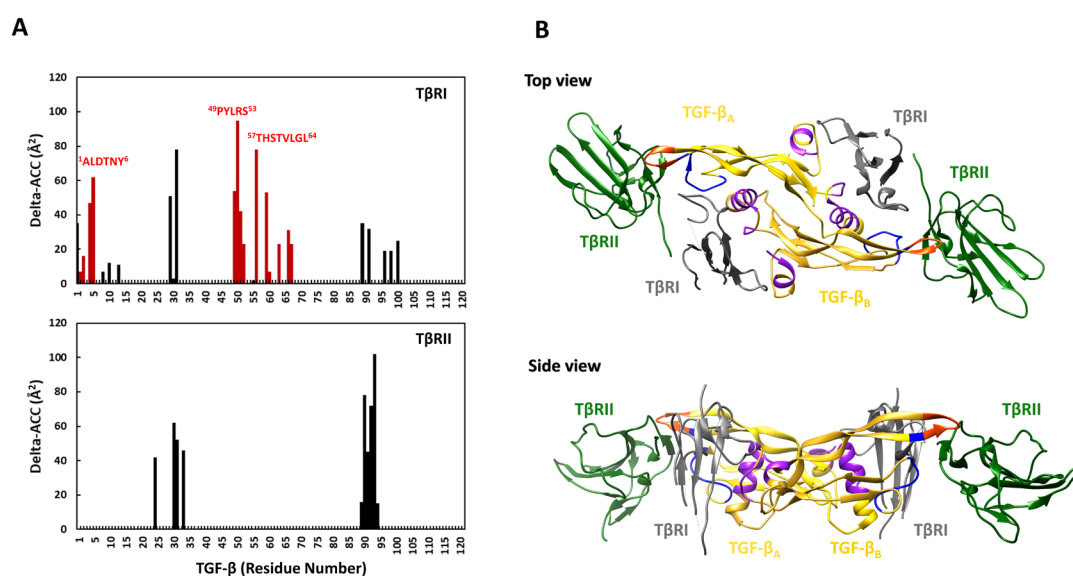 A
Delta-ACC (Å²)
120
100
80
60
40
20
0
TβRI
¹ALDTNY⁶
⁴⁹PYLRS⁵³
⁵⁷THSTVLGL⁶⁴
1 5 10 15 20 25 30 35 40 45 50 55 60 65 70 75 80 85 90 95 100 105 110 115 120
Delta-ACC (Å²)
120
100
80
60
40
20
0
TβRII
1 5 10 15 20 25 30 35 40 45 50 55 60 65 70 75 80 85 90 95 100 105 110 115 120
TGF-β (Residue Number)
B
Top view
TGF-βA
TβRI
TβRII
TβRII
TβRI
TGF-βB
Side view
TβRII
TβRII
TβRI
TGF-βA
TGF-βB
TβRI